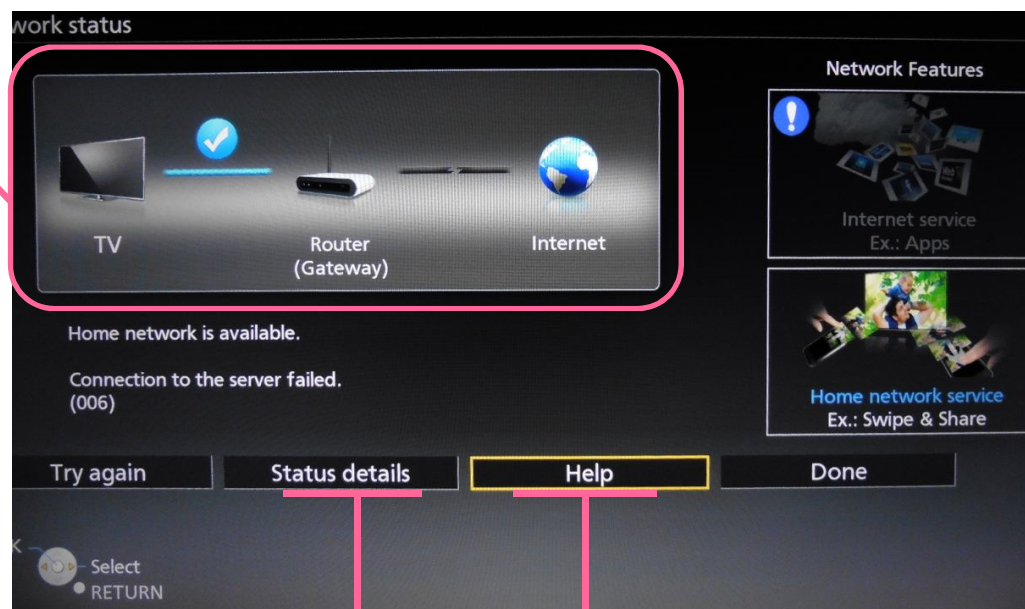 work status
Network Features
TV
Router
(Gateway)
Internet
Internet service
Ex.: Apps
Home network is available.
Connection to the server failed.
(006)
Home network service
Ex.: Swipe & Share
Try again
Status details
Help
Done
K
Select
RETURN